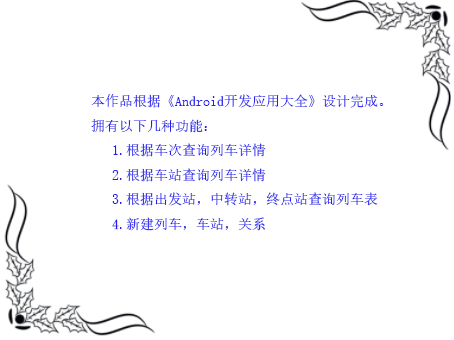 本作品根据《Android开发应用大全》设计完成。
拥有以下几种功能：
1.根据车次查询列车详情
2.根据车站查询列车详情
3.根据出发站，中转站，终点站查询列车表
4.新建列车，车站，关系